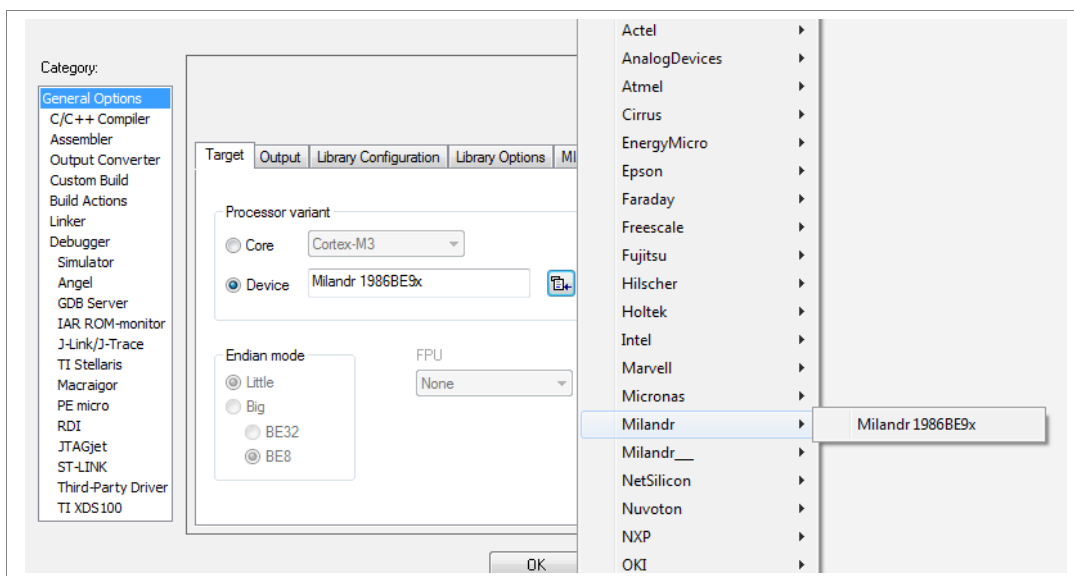 Category:
General Options
C/C++ Compiler
Assembler
Output Converter
Custom Build
Build Actions
Linker
Debugger
Simulator
Angel
GDB Server
IAR ROM-monitor
J-Link/J-Trace
TI Stellaris
Macraigor
PE micro
RDI
JTAGjet
ST-LINK
Third-Party Driver
TI XDS100
Target Output Library Configuration Library Options MI
Processor variant
Core Cortex-M3
Device Milandr 1986BE9x
Endian mode
Little
Big
BE32
BE8
FPU
None
OK
Actel
AnalogDevices
Atmel
Cirrus
EnergyMicro
Epson
Faraday
Freescale
Fujitsu
Hilscher
Holtek
Intel
Marvell
Micronas
Milandr
Milandr__
NetSilicon
Nuvoton
NXP
OKI
Milandr 1986BE9x